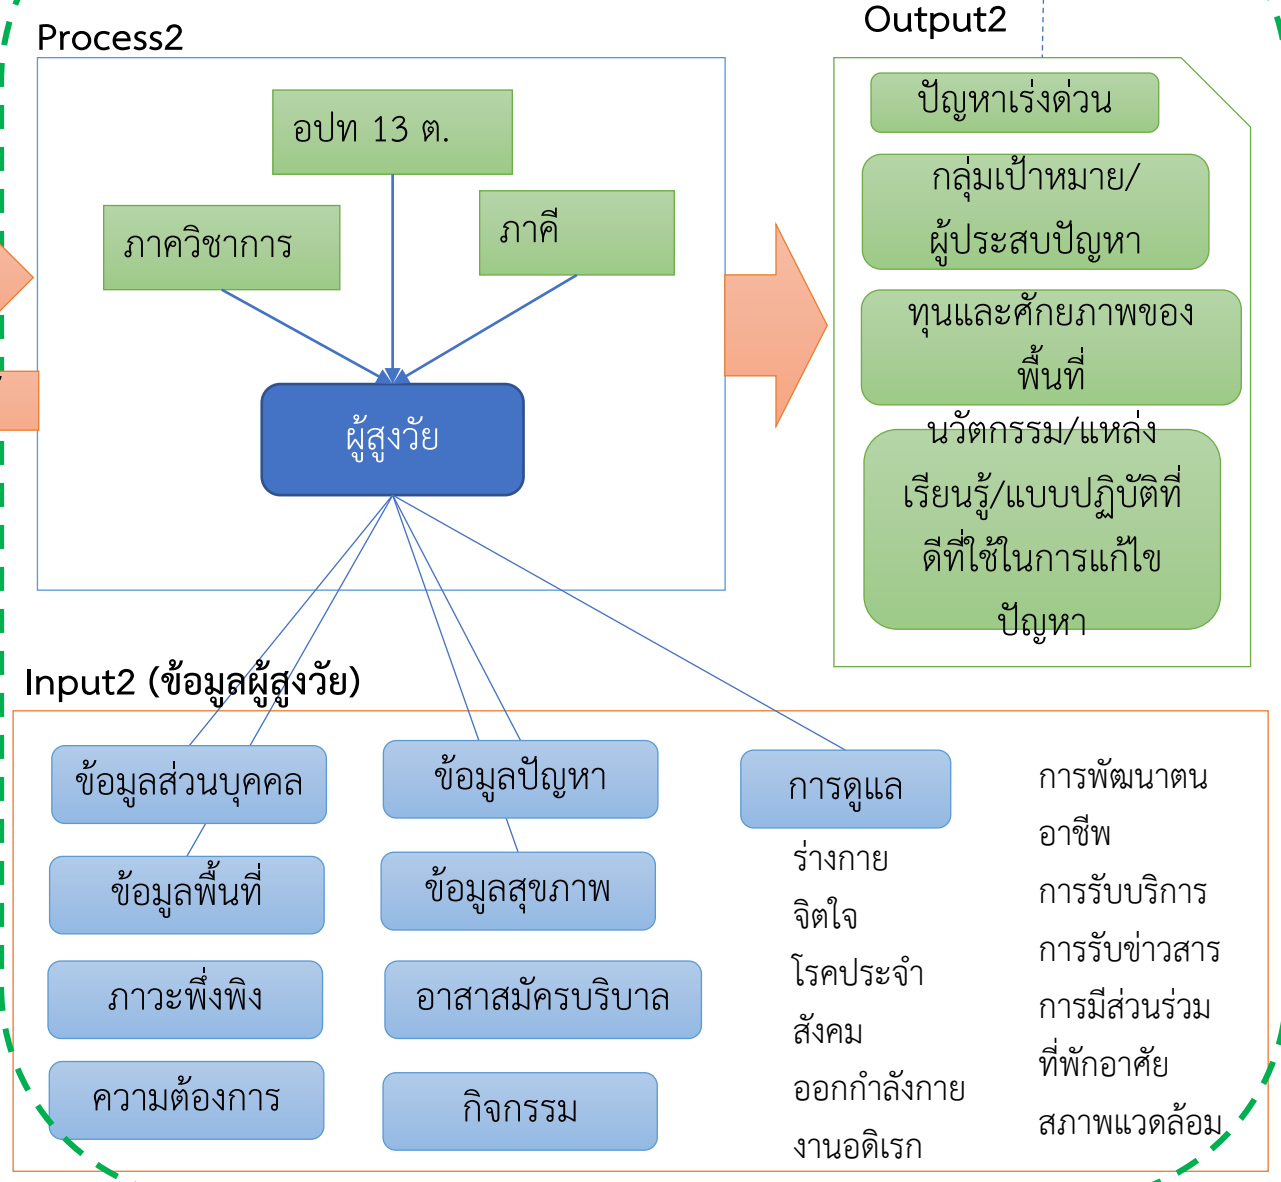 Process2
อปท 13 ต.
ภาควิชาการ
ภาคี
ผู้สูงวัย
Output2
ปัญหาเร่งด่วน
กลุ่มเป้าหมาย/
ผู้ประสบปัญหา
ทุนและศักยภาพของ
พื้นที่
นวัตกรรม/แหล่ง
เรียนรู้/แบบปฏิบัติที่
ดีที่ใช้ในการแก้ไข
ปัญหา
Input2 (ข้อมูลผู้สูงวัย)
ข้อมูลส่วนบุคคล
ข้อมูลพื้นที่
ภาวะพึ่งพิง
ความต้องการ
ข้อมูลปัญหา
ข้อมูลสุขภาพ
อาสาสมัครบริบาล
กิจกรรม
การดูแล
ร่างกาย
จิตใจ
โรคประจำ
สังคม
ออกกำลังกาย
งานอดิเรก
การพัฒนาตน
อาชีพ
การรับบริการ
การรับข่าวสาร
การมีส่วนร่วม
ที่พักอาศัย
สภาพแวดล้อม